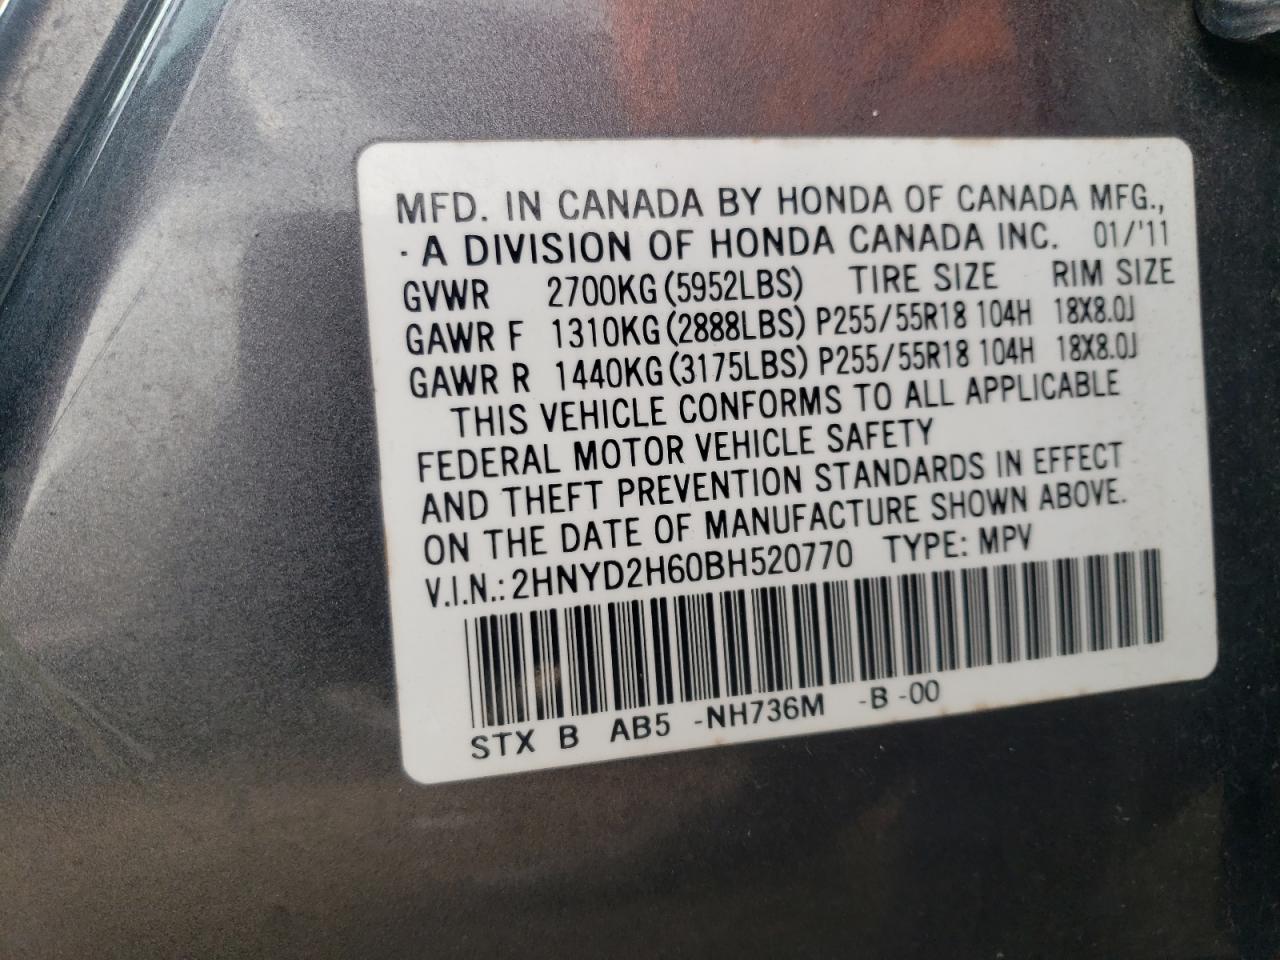 MFD. IN CANADA BY HONDA OF CANADA MFG.,
· A DIVISION OF HONDA CANADA INC. 01/'11
GVWR 2700KG (5952LBS) TIRE SIZE RIM SIZE
GAWR F 1310KG (2888LBS) P255/55R18 104H 18X8.0J
GAWR R 1440KG (3175LBS) P255/55R18 104H 18X8.0J
THIS VEHICLE CONFORMS TO ALL APPLICABLE
FEDERAL MOTOR VEHICLE SAFETY
AND THEFT PREVENTION STANDARDS IN EFFECT
ON THE DATE OF MANUFACTURE SHOWN ABOVE.
V.I.N.: 2HNYD2H60BH520770 TYPE: MPV
STX B AB5 -NH736M -B -00